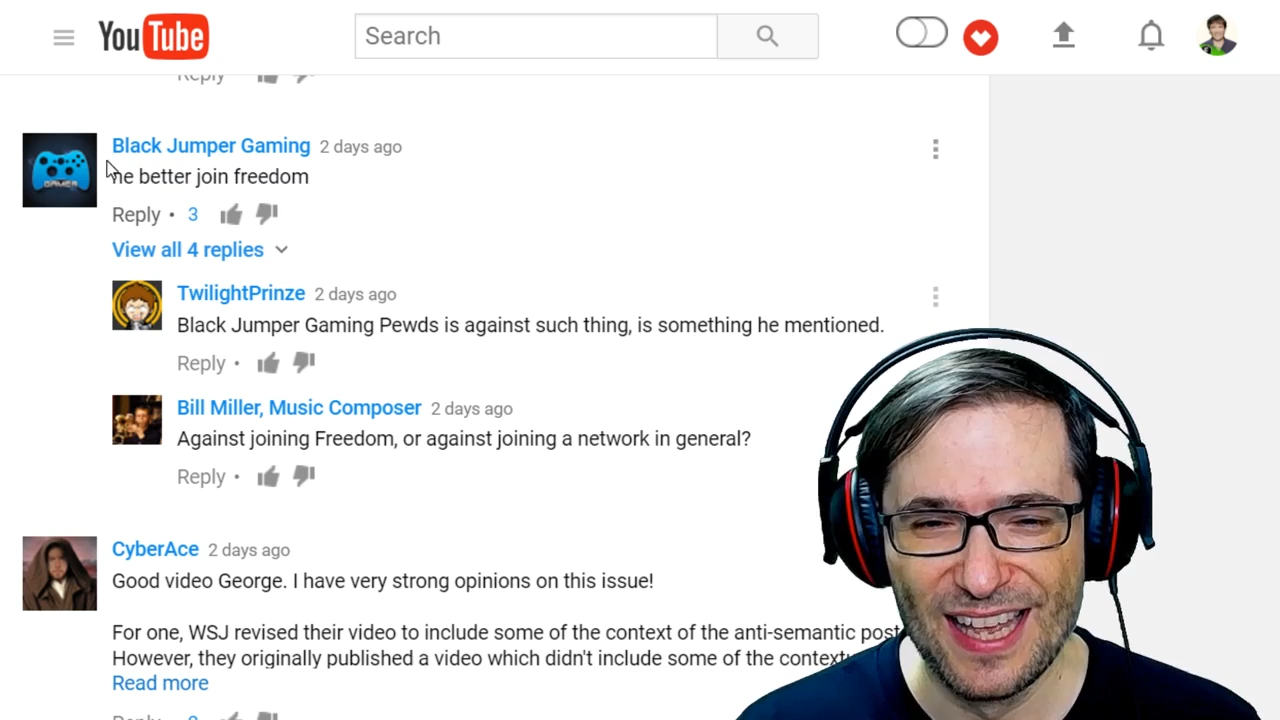 YouTube
Search
Reply
Black Jumper Gaming 2 days ago
he better join freedom
Reply • 3
View all 4 replies
TwilightPrinze 2 days ago
Black Jumper Gaming Pewds is against such thing, is something he mentioned.
Reply •
Bill Miller, Music Composer 2 days ago
Against joining Freedom, or against joining a network in general?
Reply •
CyberAce 2 days ago
Good video George. I have very strong opinions on this issue!
For one, WSJ revised their video to include some of the context of the anti-semantic post
However, they originally published a video which didn't include some of the context
Read more
Reply